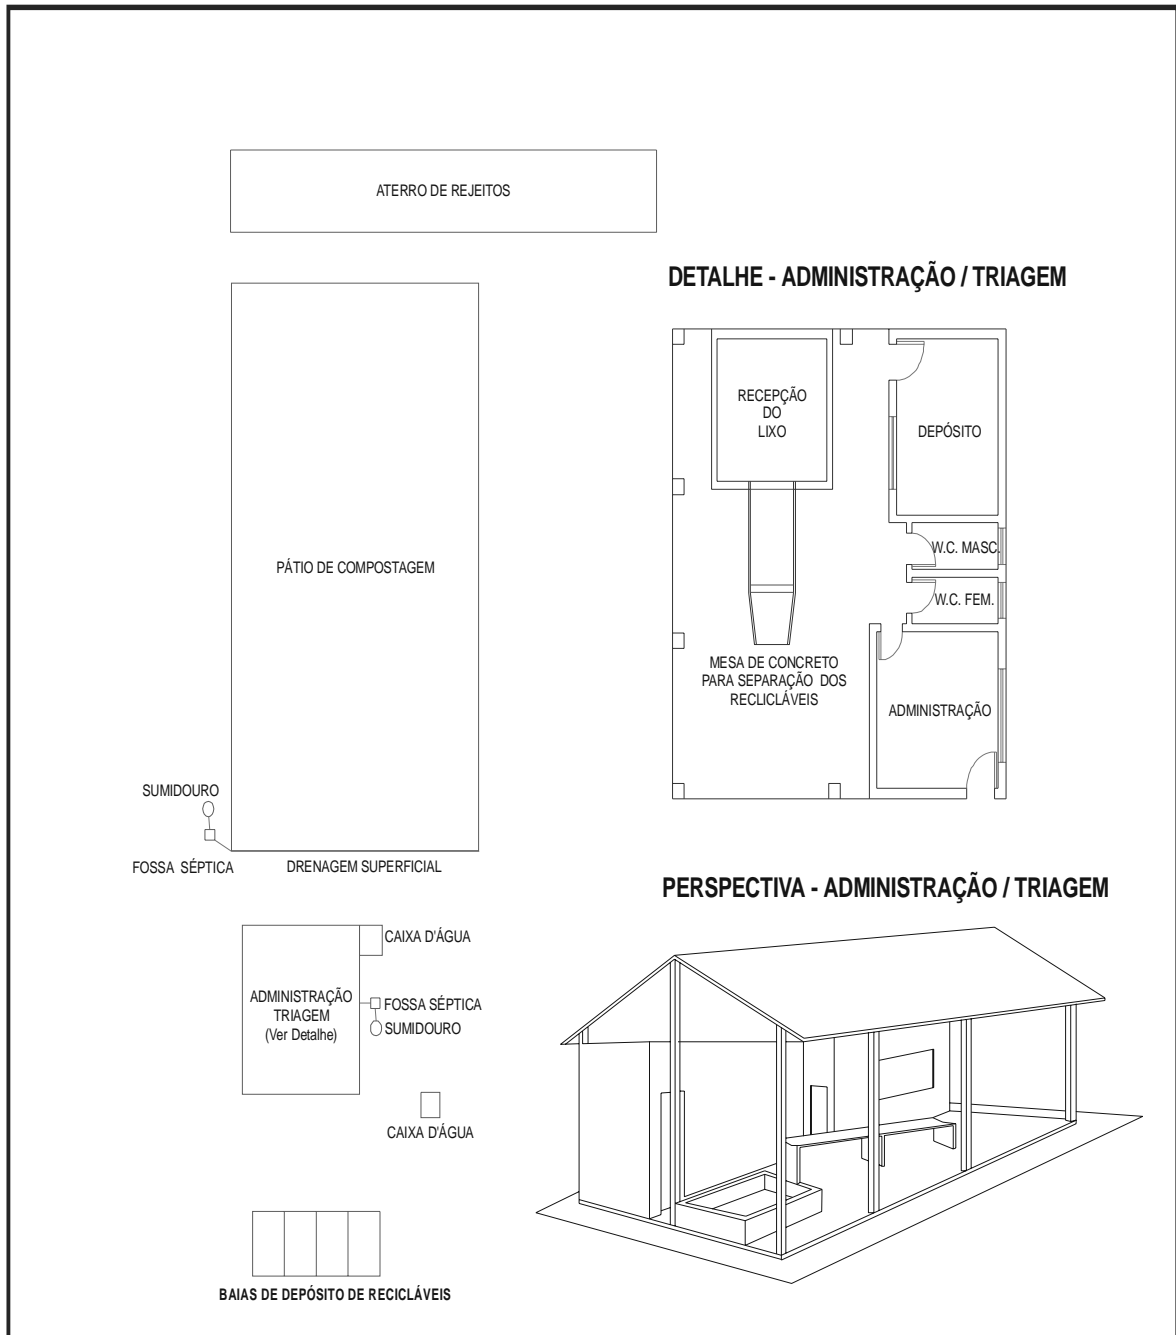 ATERRO DE REJEITOS
DETALHE - ADMINISTRAÇÃO / TRIAGEM
RECEPÇÃO
DO
LIXO
DEPÓSITO
W.C. MASC.
W.C. FEM.
MESA DE CONCRETO
PARA SEPARAÇÃO DOS
RECLICLÁVEIS
ADMINISTRAÇÃO
PÁTIO DE COMPOSTAGEM
SUMIDOURO
FOSSA SÉPTICA
DRENAGEM SUPERFICIAL
PERSPECTIVA - ADMINISTRAÇÃO / TRIAGEM
CAIXA D'ÁGUA
ADMINISTRAÇÃO
TRIAGEM
(Ver Detalhe)
FOSSA SÉPTICA
SUMIDOURO
CAIXA D'ÁGUA
BAIAS DE DEPÓSITO DE RECICLÁVEIS